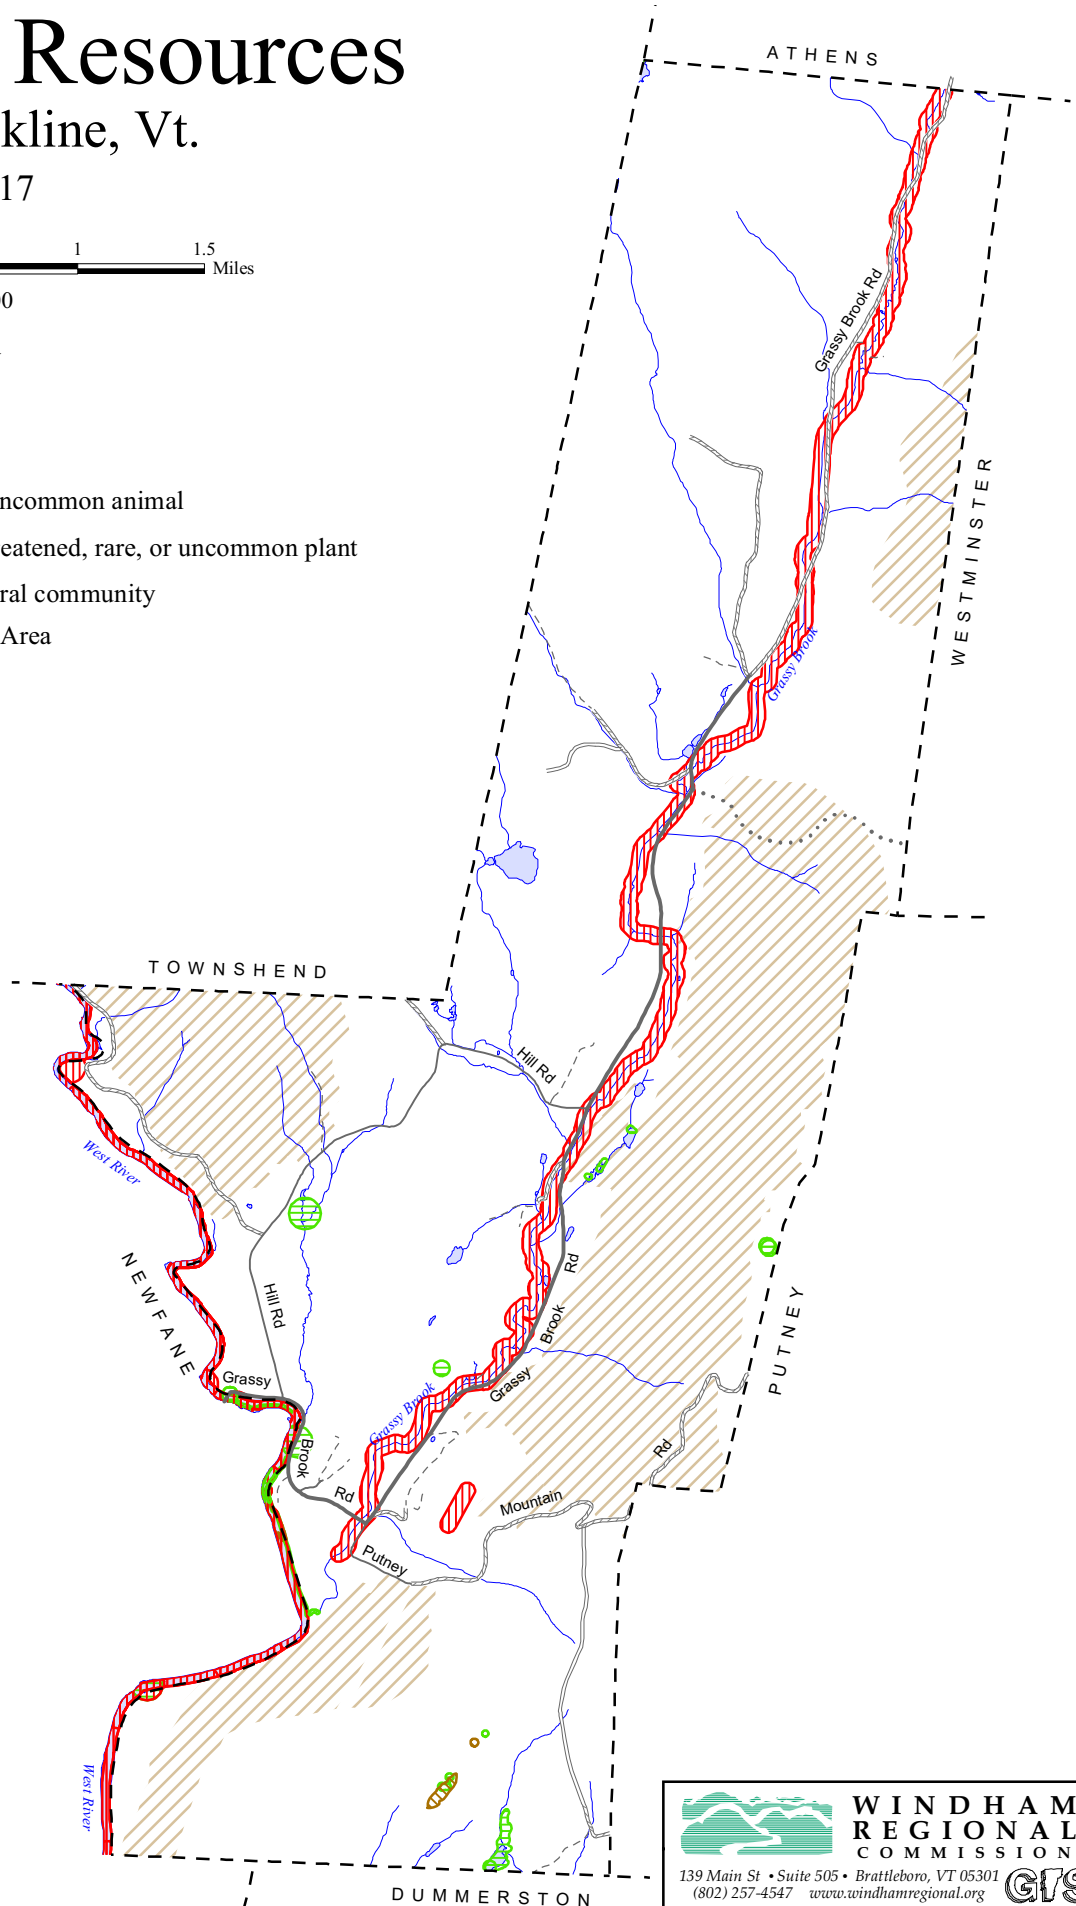 Resources
kline, Vt.
17
1 1.5
Miles
00
ncommon animal
eatened, rare, or uncommon plant
ral community
Area
ATHENS
Grassy Brook Rd
WESTMINSTER
Grassy Brook
TOWNSHEND
Hill Rd
West River
NEWFANE
Hill Rd
Rd
Brook
Grassy
PUTNEY
Grassy
Grassy Brook
Brook
Rd
Rd
Mountain
Putney
West River
DUMMERSTON
WINDHAM
REGIONAL
COMMISSION
139 Main St • Suite 505 • Brattleboro, VT 05301
(802) 257-4547 www.windhamregional.org
GIS